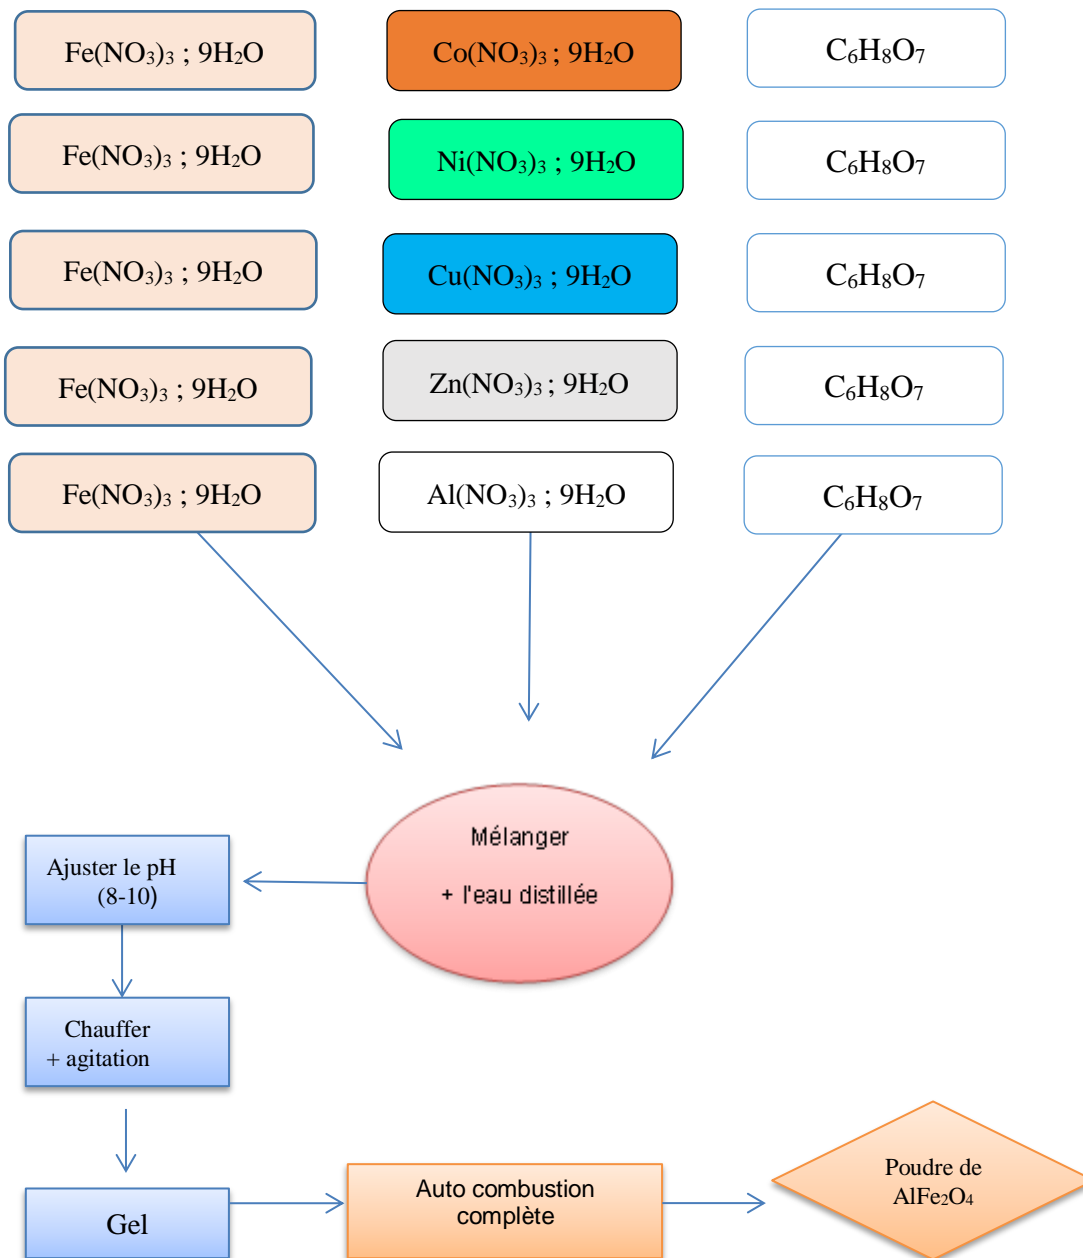 Fe(NO₃)₃ ; 9H₂O
Co(NO₃)₃ ; 9H₂O
C₆H₈O₇
Fe(NO₃)₃ ; 9H₂O
Ni(NO₃)₃ ; 9H₂O
C₆H₈O₇
Fe(NO₃)₃ ; 9H₂O
Cu(NO₃)₃ ; 9H₂O
C₆H₈O₇
Fe(NO₃)₃ ; 9H₂O
Zn(NO₃)₃ ; 9H₂O
C₆H₈O₇
Fe(NO₃)₃ ; 9H₂O
Al(NO₃)₃ ; 9H₂O
C₆H₈O₇
Mélanger
+ l'eau distillée
Ajuster le pH
(8-10)
Chauffer
+ agitation
Gel
Auto combustion
complète
Poudre de
AlFe₂O₄